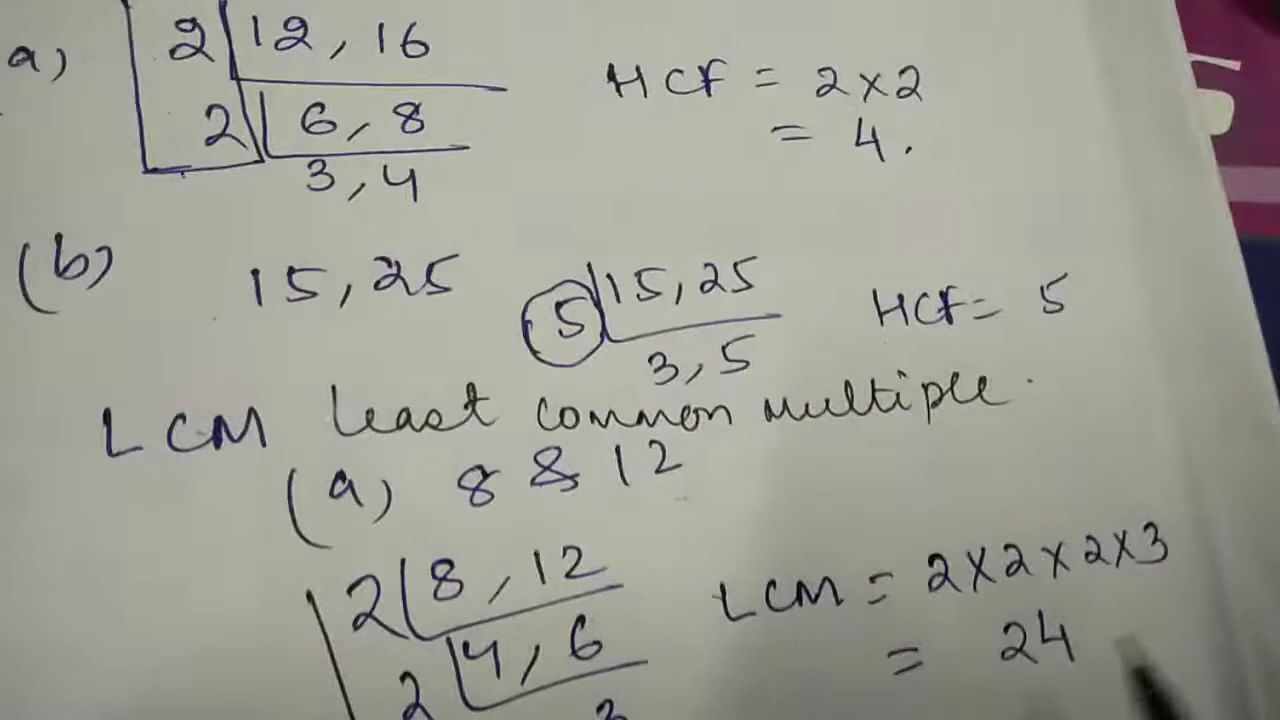 a) 2 12, 16
2 6, 8
3, 4
HCF = 2 × 2
= 4.
(b) 15, 25
5 15, 25
3, 5
HCF = 5
LCM least common multiple.
(a) 8 & 12
2 8, 12
2 4, 6
3
LCM = 2×2×2×3
= 24